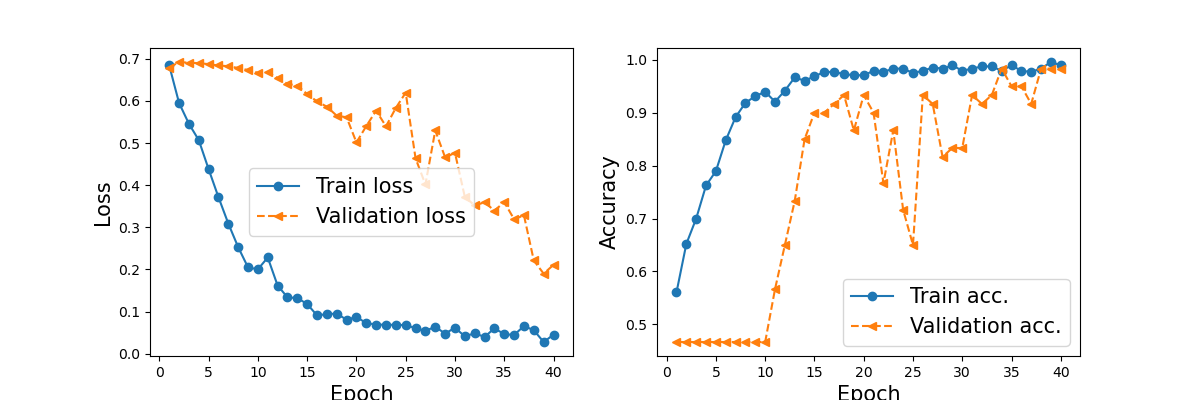 0.7
0.6
0.5
0.4
0.3
0.2
0.1
0.0
Loss
Train loss
Validation loss
0 5 10 15 20 25 30 35 40
Epoch
1.0
0.9
0.8
0.7
0.6
0.5
Accuracy
Train acc.
Validation acc.
0 5 10 15 20 25 30 35 40
Epoch